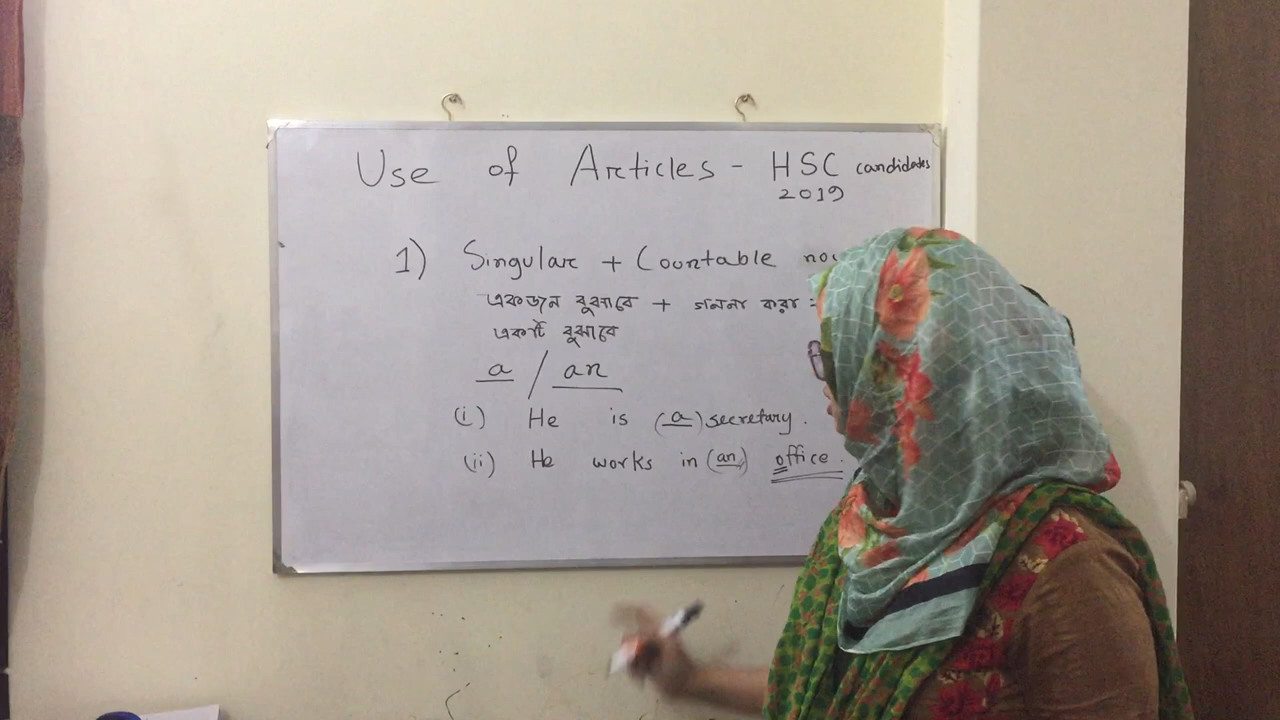 Use of Articles - HSC candidates
2019
1) Singular + Countable
একজন বুঝাবে + গননা করা
একটি বুঝাবে
a / an
(i) He is (a) secretary.
(ii) He works in (an) office.